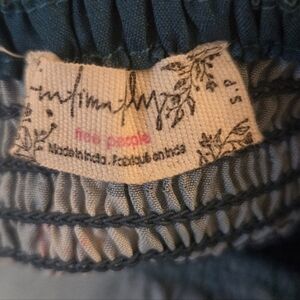 intimately
free people
Made in India . Fabriqué en Inde
S.P